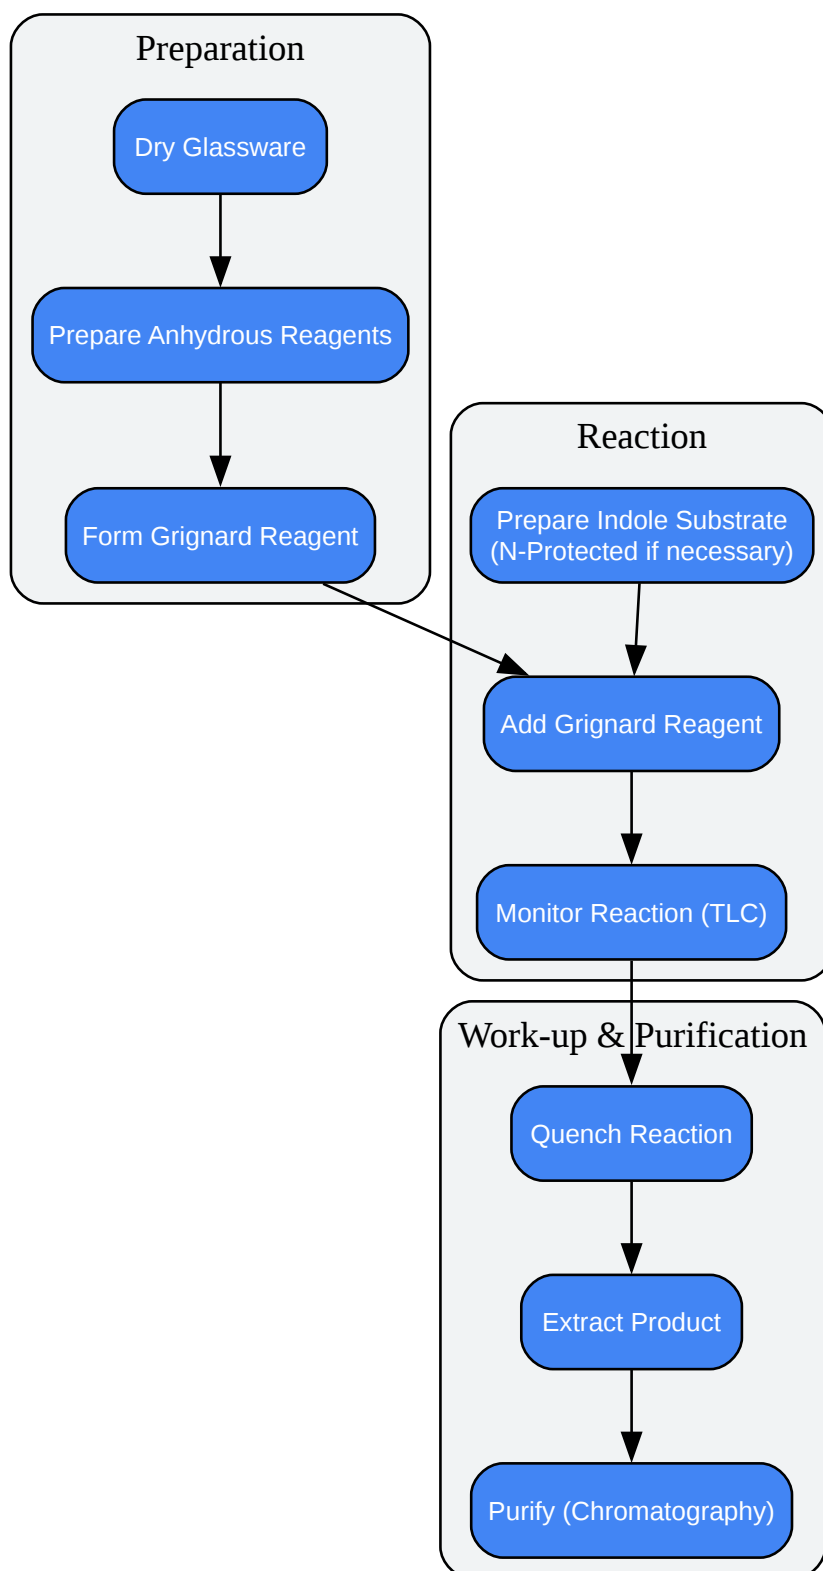 Preparation
Dry Glassware
Prepare Anhydrous Reagents
Form Grignard Reagent
Reaction
Prepare Indole Substrate
(N-Protected if necessary)
Add Grignard Reagent
Monitor Reaction (TLC)
Work-up & Purification
Quench Reaction
Extract Product
Purify (Chromatography)